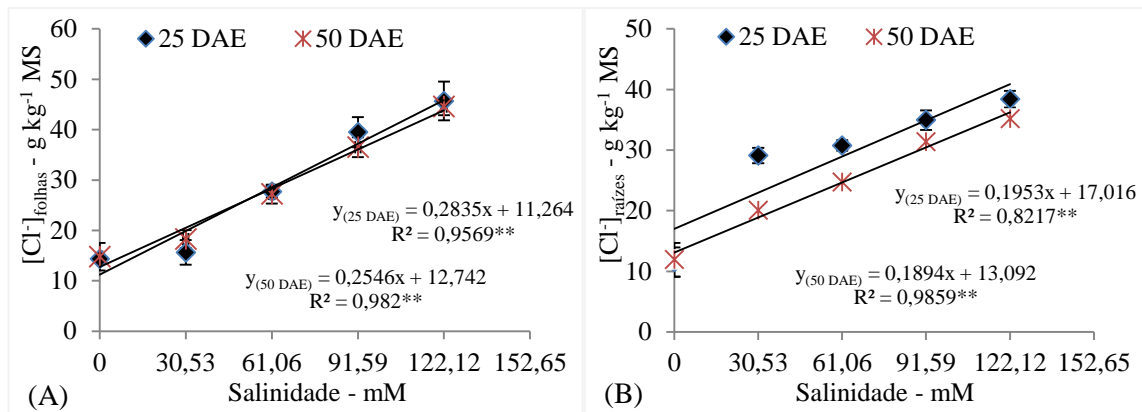 25 DAE 50 DAE
[Cl⁻]folhas - g kg⁻¹ MS
60
50
40
30
20
10
0
y(25 DAE) = 0,2835x + 11,264
R² = 0,9569**
y(50 DAE) = 0,2546x + 12,742
R² = 0,982**
0 30,53 61,06 91,59 122,12 152,65
Salinidade - mM
(A)
25 DAE 50 DAE
[Cl⁻]raízes - g kg⁻¹ MS
50
40
30
20
10
0
y(25 DAE) = 0,1953x + 17,016
R² = 0,8217**
y(50 DAE) = 0,1894x + 13,092
R² = 0,9859**
0 30,53 61,06 91,59 122,12 152,65
Salinidade - mM
(B)